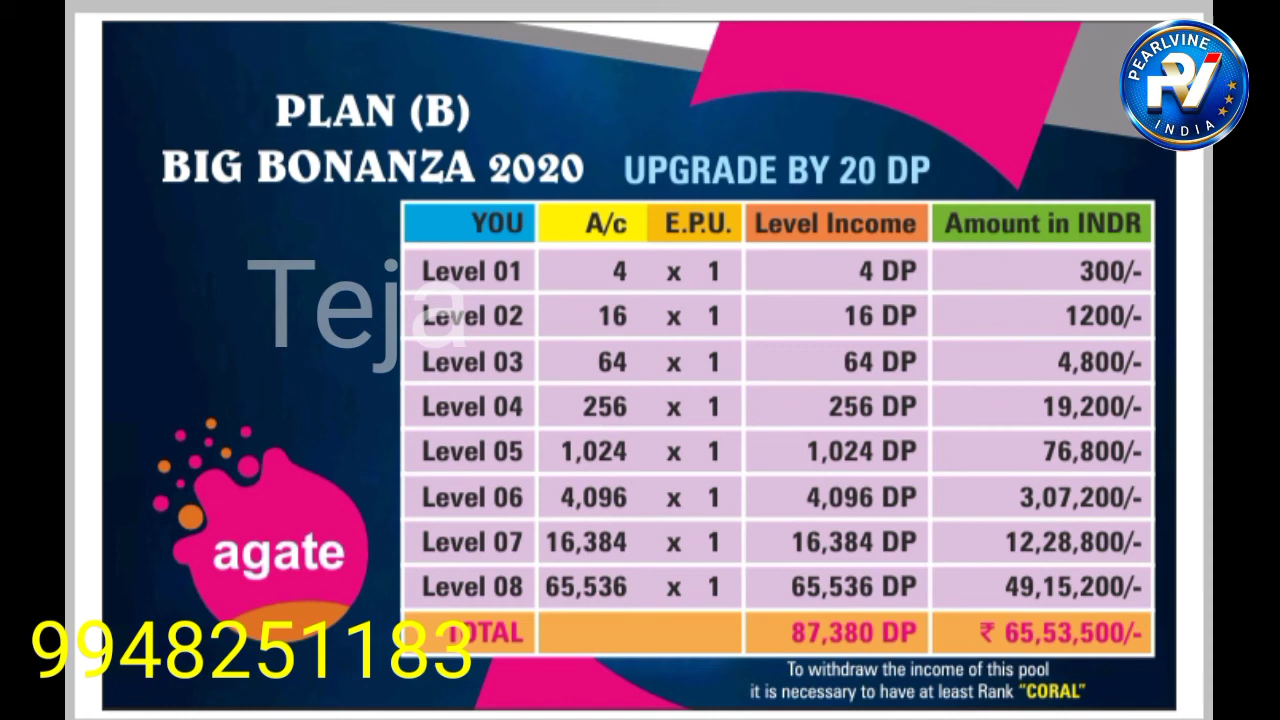 PEARLVINE
PV
INDIA
PLAN (B)
BIG BONANZA 2020 UPGRADE BY 20 DP
YOU A/c E.P.U. Level Income Amount in INDR
Level 01 4 x 1 4 DP 300/-
Teja
Level 02 16 x 1 16 DP 1200/-
Level 03 64 x 1 64 DP 4,800/-
Level 04 256 x 1 256 DP 19,200/-
Level 05 1,024 x 1 1,024 DP 76,800/-
Level 06 4,096 x 1 4,096 DP 3,07,200/-
agate
Level 07 16,384 x 1 16,384 DP 12,28,800/-
Level 08 65,536 x 1 65,536 DP 49,15,200/-
TOTAL 87,380 DP ₹ 65,53,500/-
9948251183
To withdraw the income of this pool
it is necessary to have at least Rank "CORAL"